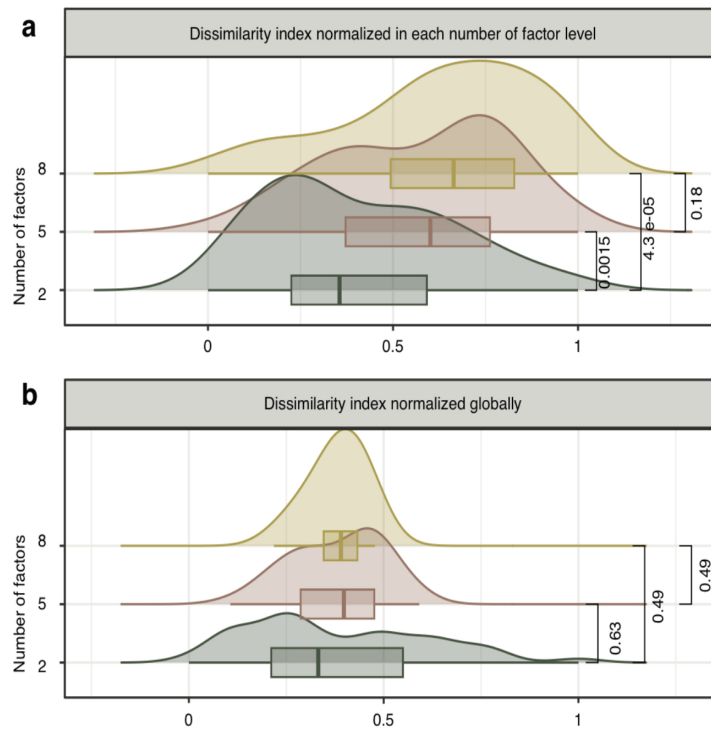 a
Dissimilarity index normalized in each number of factor level
Number of factors
8
5
2
0.0015
4.3 e-05
0.18
0
0.5
1
b
Dissimilarity index normalized globally
Number of factors
8
5
2
0.63
0.49
0.49
0
0.5
1